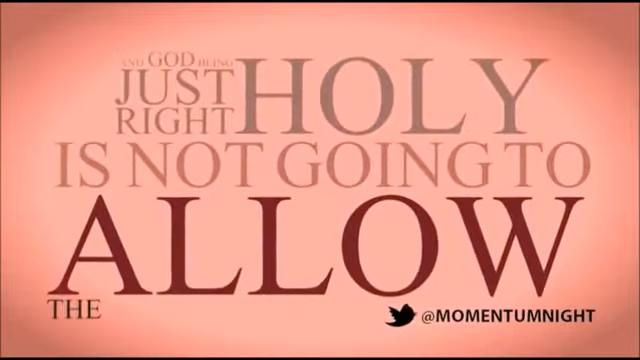 AND GOD BEING
JUST
RIGHT HOLY
IS NOT GOING TO
ALLOW
THE
@MOMENTUMNIGHT